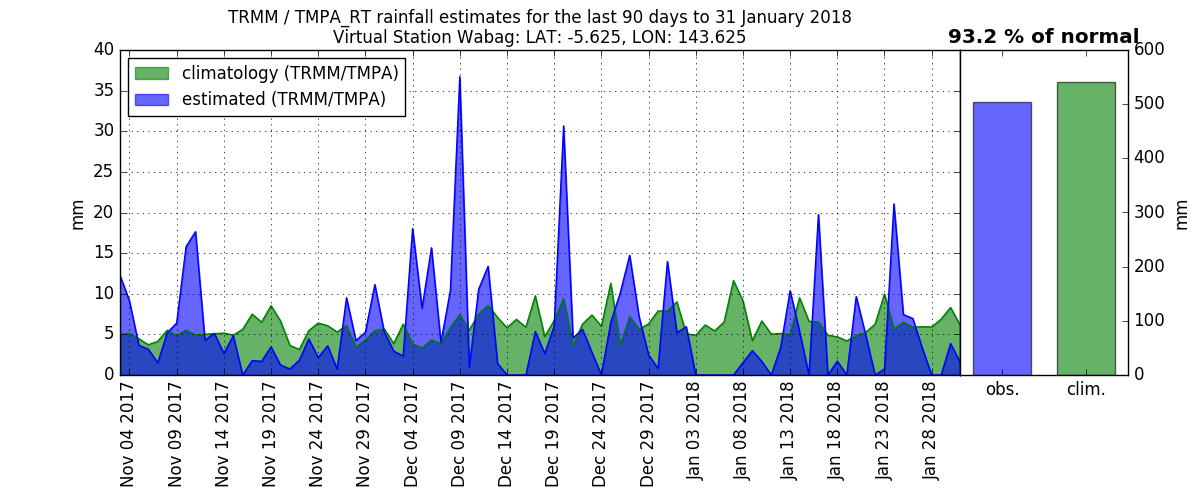 TRMM / TMPA_RT rainfall estimates for the last 90 days to 31 January 2018
Virtual Station Wabag: LAT: -5.625, LON: 143.625
93.2 % of normal
climatology (TRMM/TMPA)
estimated (TRMM/TMPA)
mm
40
35
30
25
20
15
10
5
0
Nov 04 2017
Nov 09 2017
Nov 14 2017
Nov 19 2017
Nov 24 2017
Nov 29 2017
Dec 04 2017
Dec 09 2017
Dec 14 2017
Dec 19 2017
Dec 24 2017
Dec 29 2017
Jan 03 2018
Jan 08 2018
Jan 13 2018
Jan 18 2018
Jan 23 2018
Jan 28 2018
obs.
clim.
600
500
400
300
200
100
0
mm